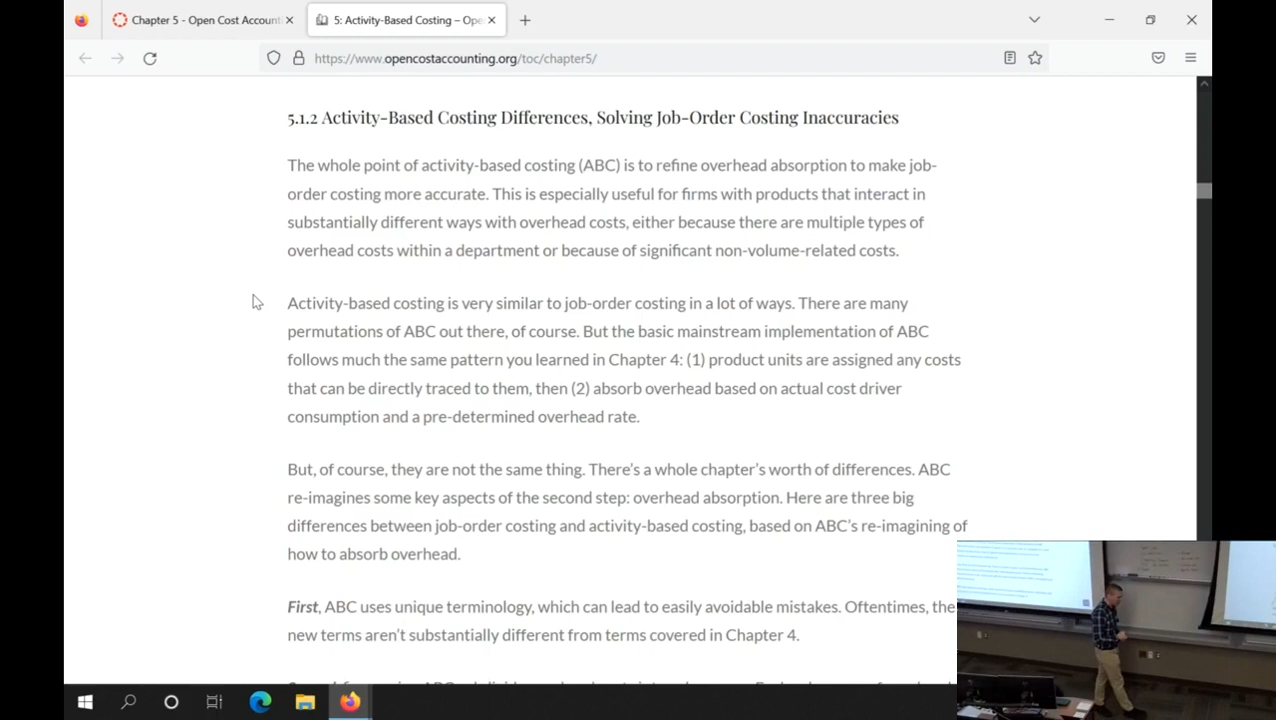 Chapter 5 - Open Cost Account
5: Activity-Based Costing – Ope
https://www.opencostaccounting.org/toc/chapter5/
5.1.2 Activity-Based Costing Differences, Solving Job-Order Costing Inaccuracies
The whole point of activity-based costing (ABC) is to refine overhead absorption to make job-
order costing more accurate. This is especially useful for firms with products that interact in
substantially different ways with overhead costs, either because there are multiple types of
overhead costs within a department or because of significant non-volume-related costs.
Activity-based costing is very similar to job-order costing in a lot of ways. There are many
permutations of ABC out there, of course. But the basic mainstream implementation of ABC
follows much the same pattern you learned in Chapter 4: (1) product units are assigned any costs
that can be directly traced to them, then (2) absorb overhead based on actual cost driver
consumption and a pre-determined overhead rate.
But, of course, they are not the same thing. There's a whole chapter's worth of differences. ABC
re-imagines some key aspects of the second step: overhead absorption. Here are three big
differences between job-order costing and activity-based costing, based on ABC's re-imagining of
how to absorb overhead.
First, ABC uses unique terminology, which can lead to easily avoidable mistakes. Oftentimes, the
new terms aren't substantially different from terms covered in Chapter 4.